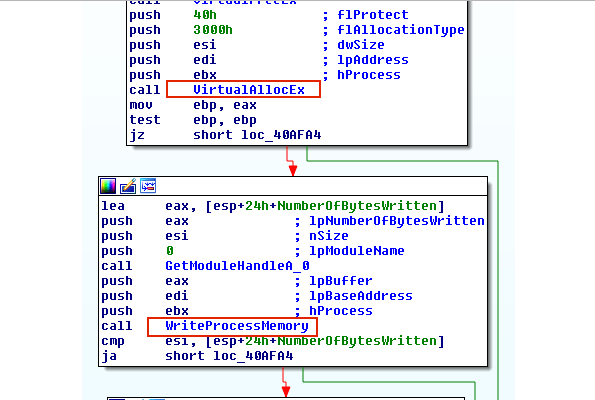 call VirtualFreeEx
push 40h ; flProtect
push 3000h ; flAllocationType
push esi ; dwSize
push edi ; lpAddress
push ebx ; hProcess
call VirtualAllocEx
mov ebp, eax
test ebp, ebp
jz short loc_40AFA4
lea eax, [esp+24h+NumberOfBytesWritten]
push eax ; lpNumberOfBytesWritten
push esi ; nSize
push 0 ; lpModuleName
call GetModuleHandleA_0
push eax ; lpBuffer
push edi ; lpBaseAddress
push ebx ; hProcess
call WriteProcessMemory
cmp esi, [esp+24h+NumberOfBytesWritten]
ja short loc_40AFA4